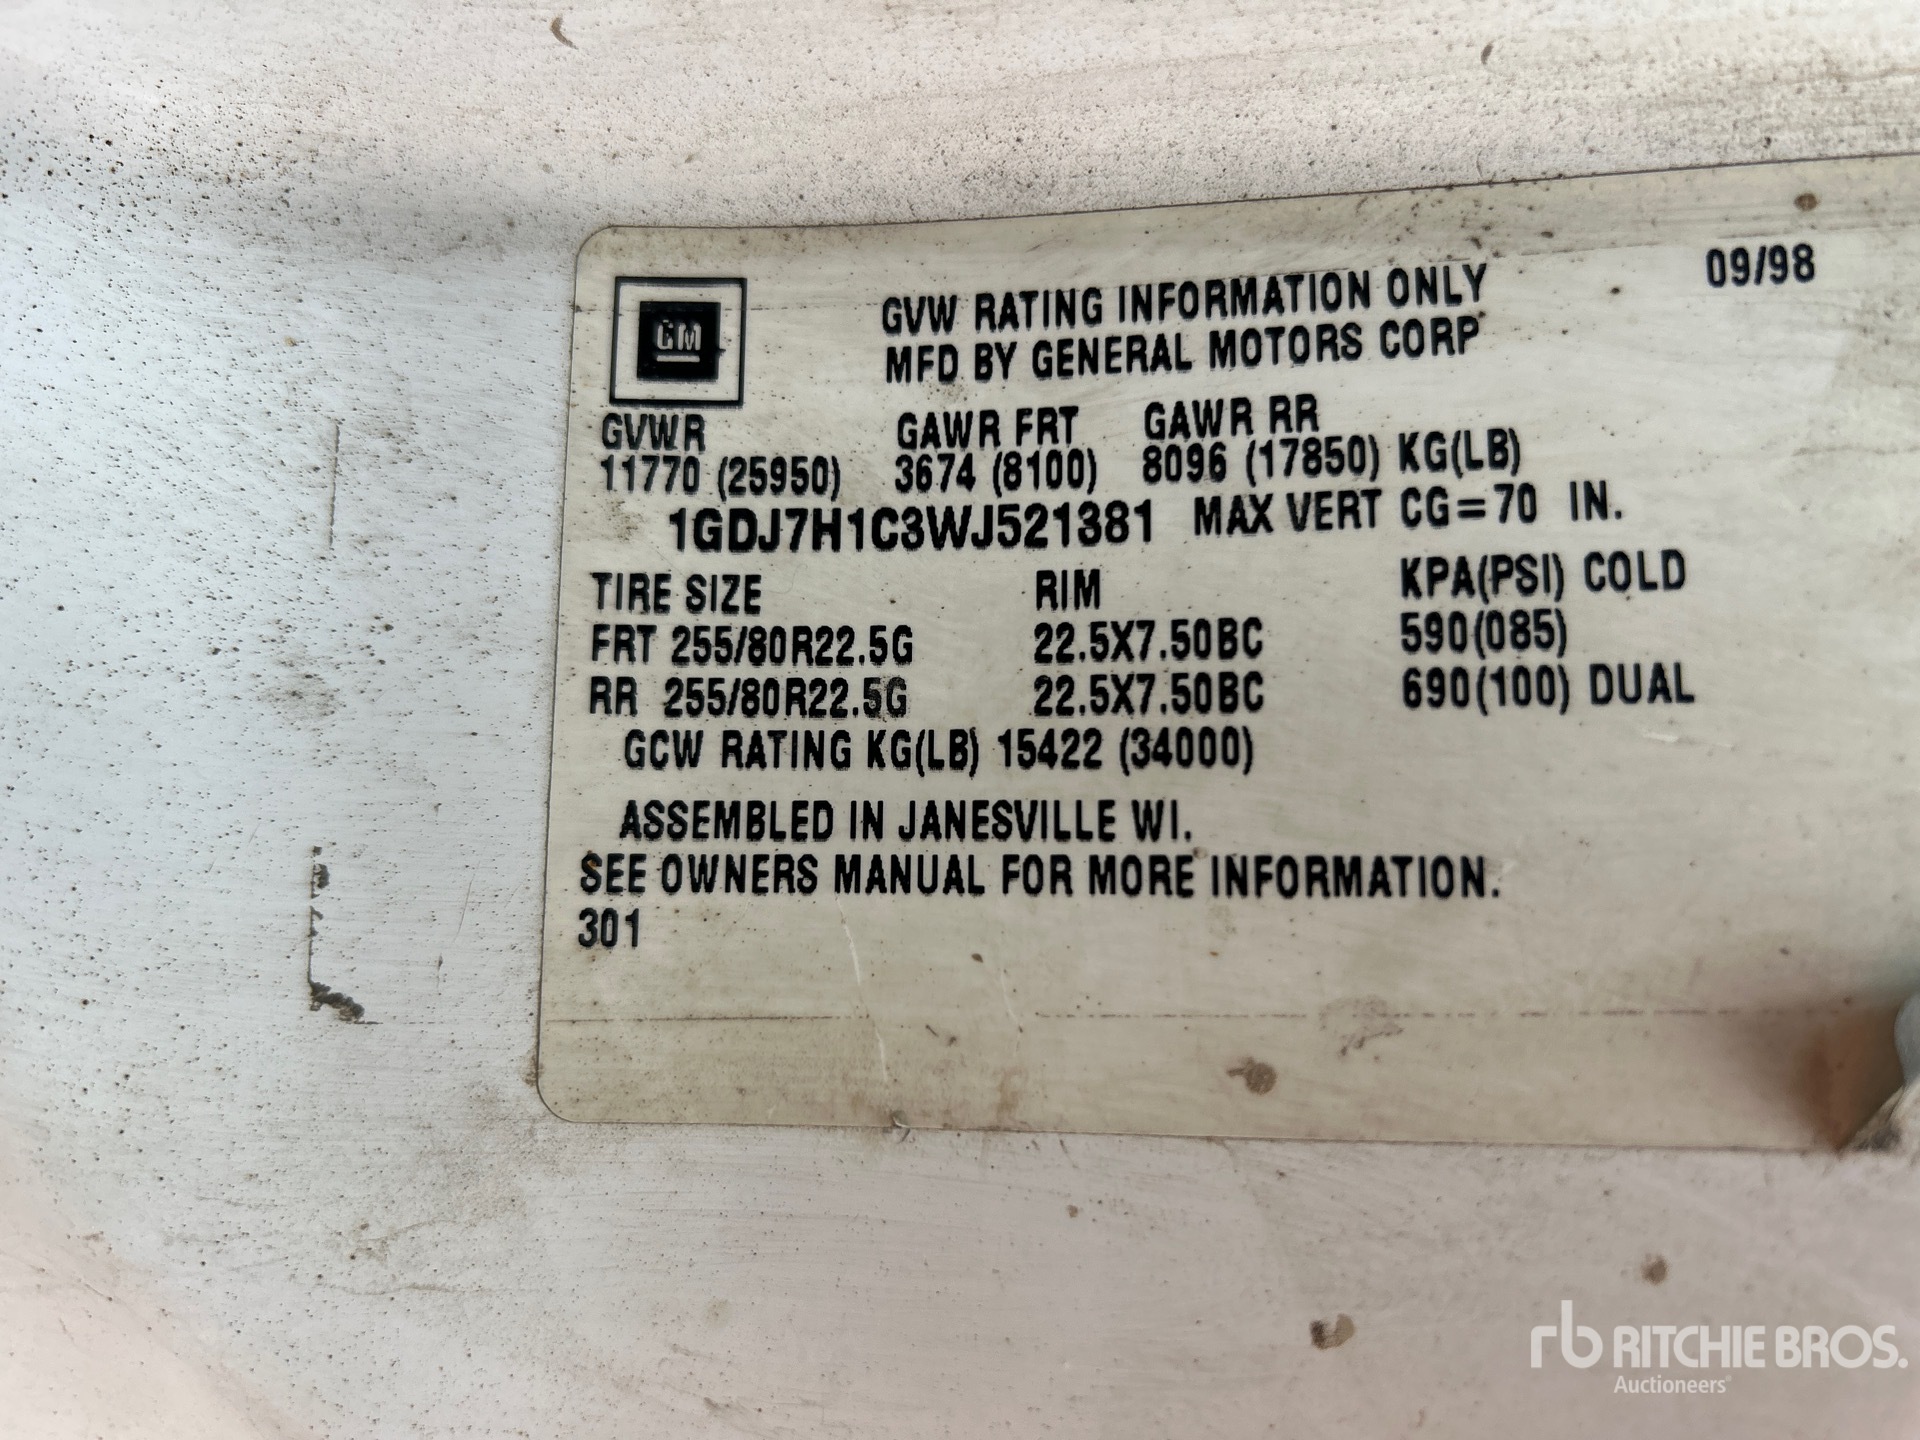 GM
GVW RATING INFORMATION ONLY 09/98
MFD BY GENERAL MOTORS CORP
GVWR GAWR FRT GAWR RR
11770 (25950) 3674 (8100) 8096 (17850) KG(LB)
1GDJ7H1C3WJ521381 MAX VERT CG=70 IN.
TIRE SIZE RIM KPA(PSI) COLD
FRT 255/80R22.5G 22.5X7.50BC 590(085)
RR 255/80R22.5G 22.5X7.50BC 690(100) DUAL
GCW RATING KG(LB) 15422 (34000)
ASSEMBLED IN JANESVILLE WI.
SEE OWNERS MANUAL FOR MORE INFORMATION.
301
rb RITCHIE BROS.
Auctioneers